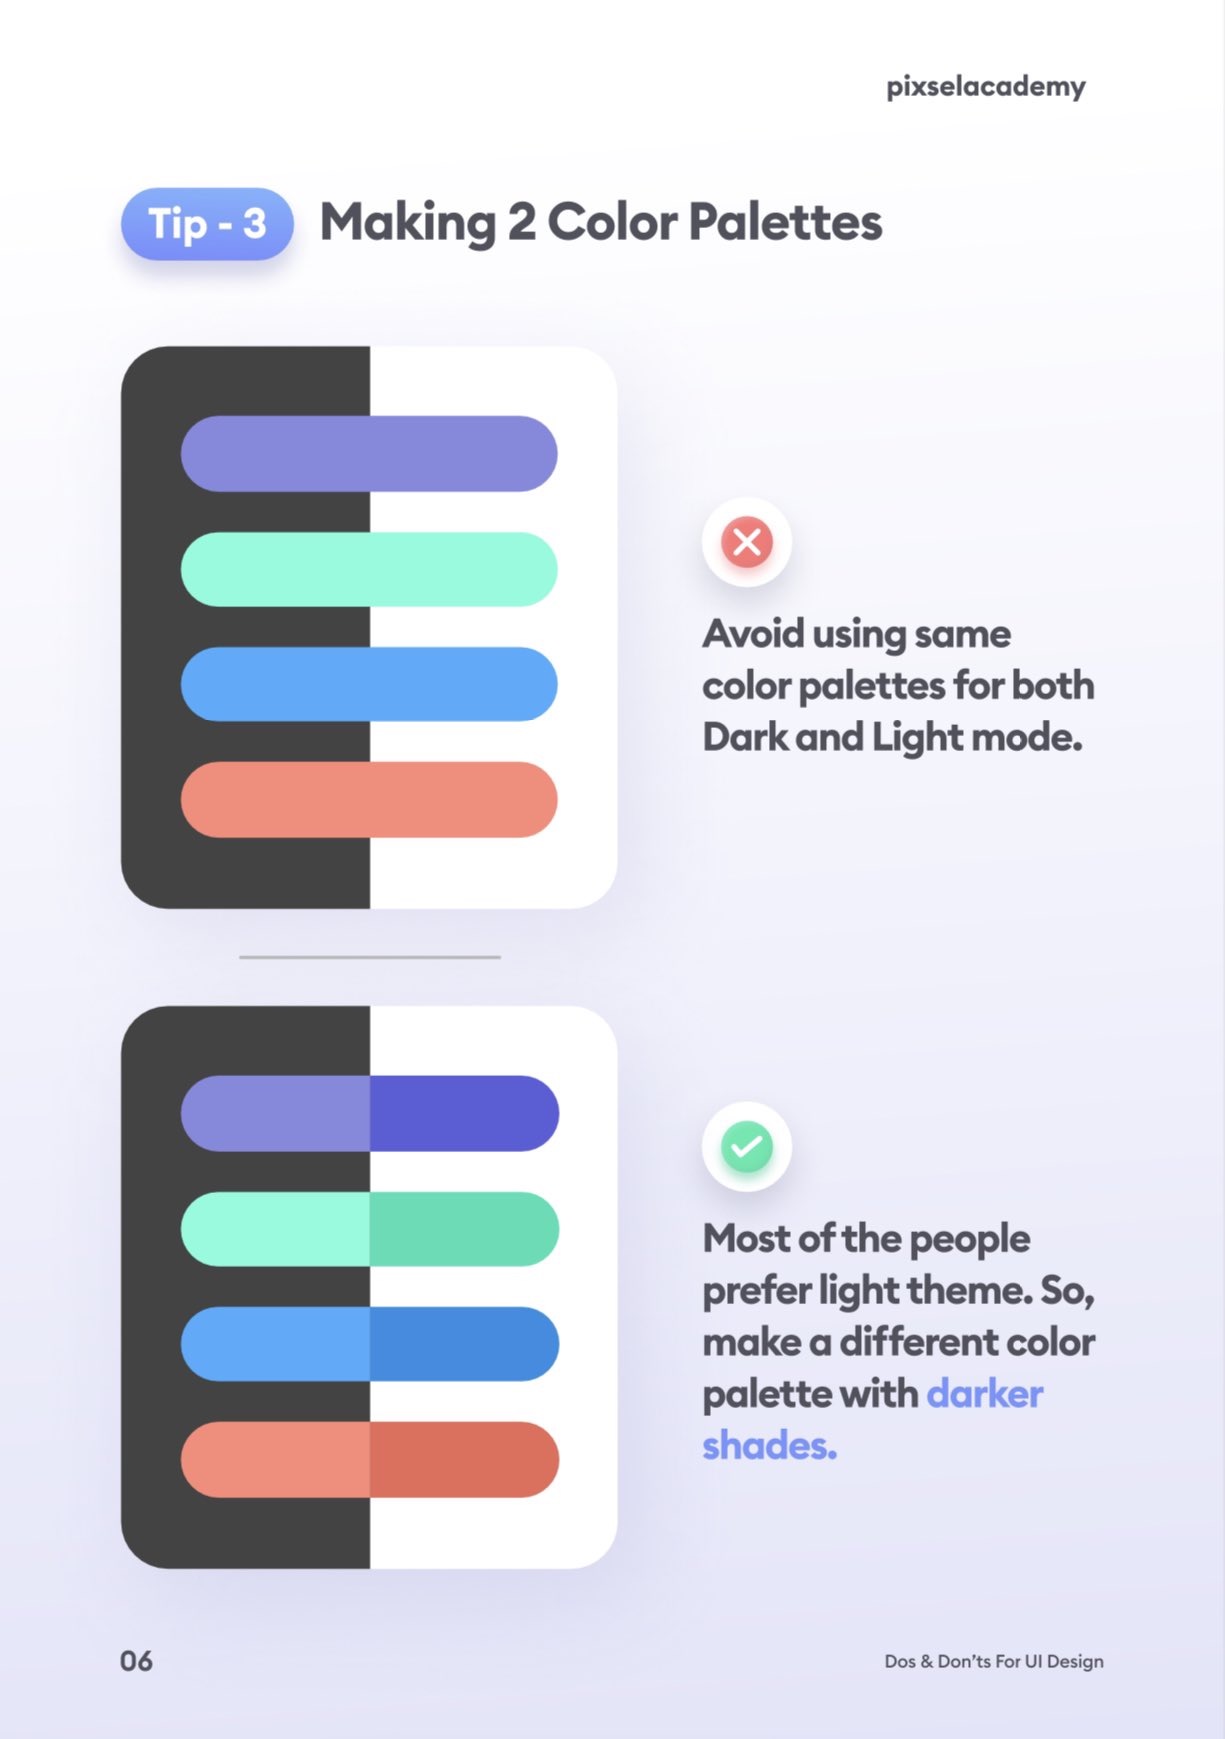 pixselacademy
Tip - 3 Making 2 Color Palettes
Avoid using same
color palettes for both
Dark and Light mode.
Most of the people
prefer light theme. So,
make a different color
palette with darker
shades.
06
Dos & Don'ts For UI Design